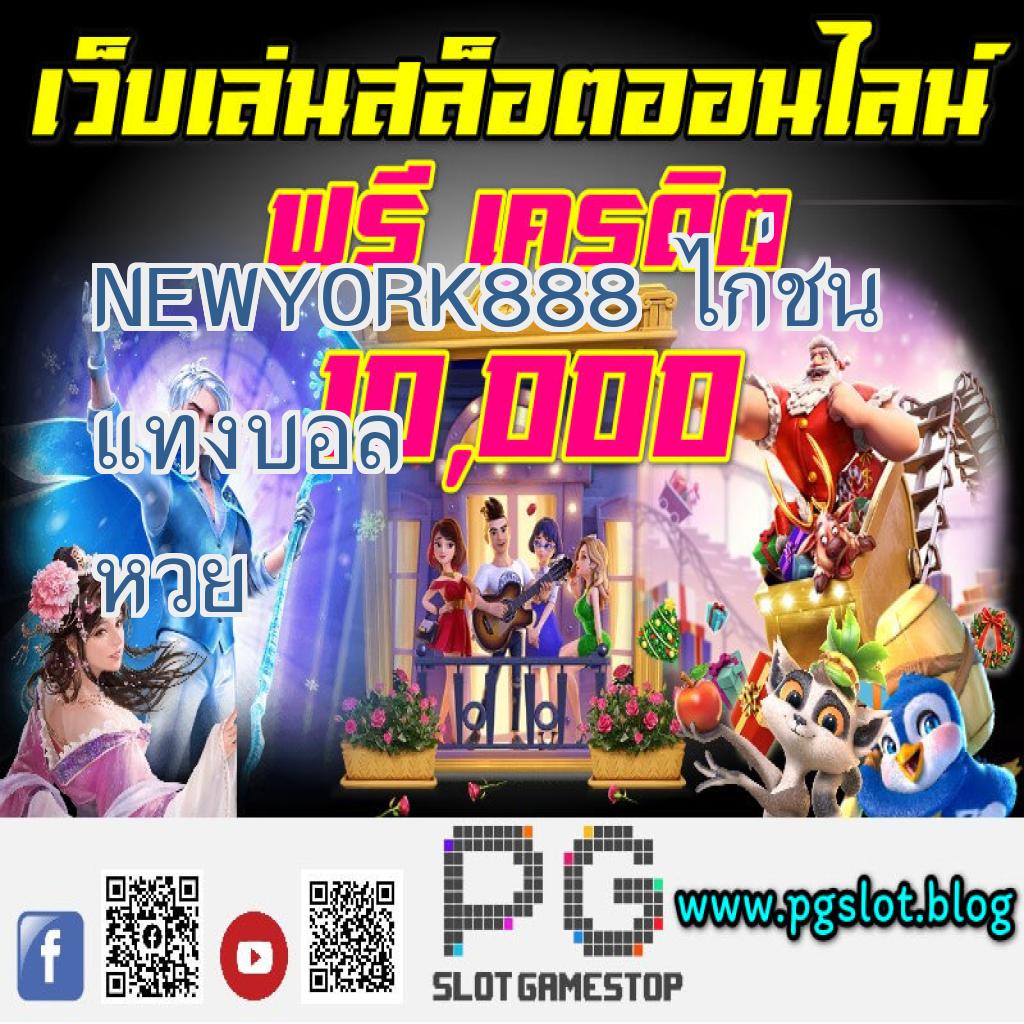 เว็บเล่นสล็อตออนไลน์
ฟรี เครดิต
NEWYORK888 ไก่ชน
10,000
แทงบอล
หวย
PG
www.pgslot.blog
SLOT GAMESTOP